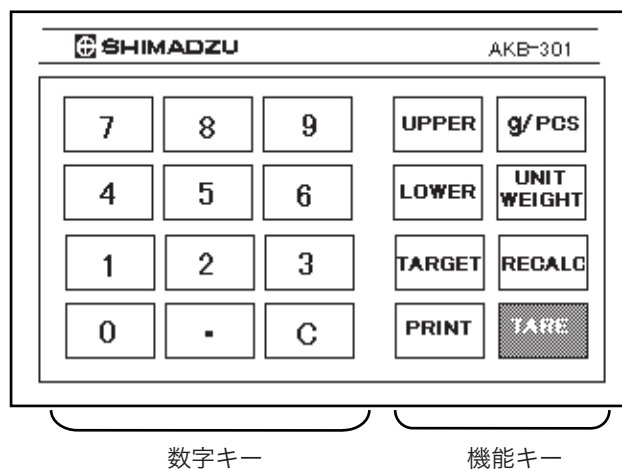 SHIMADZU AKB-301
7 8 9 UPPER g/PCS
4 5 6 LOWER UNIT WEIGHT
1 2 3 TARGET RECALC
0 . C PRINT TARE
数字キー 機能キー